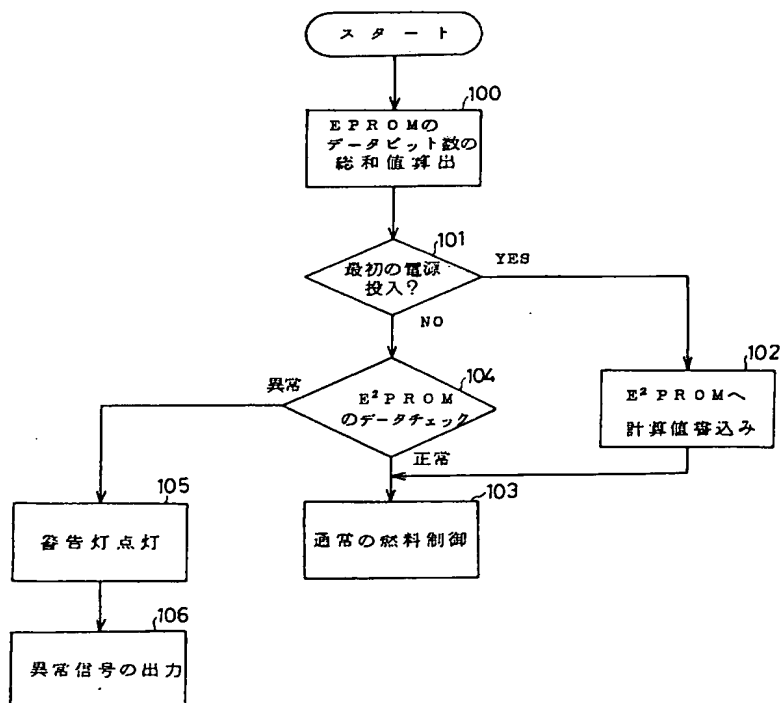 スタート
100
EPROMの
データビット数の
総和値算出
101
最初の電源
投入?
YES
NO
102
E² PROMへ
計算値書込み
104
異常
E²PROM
のデータチェック
正常
103
通常の燃料制御
105
警告灯点灯
106
異常信号の出力